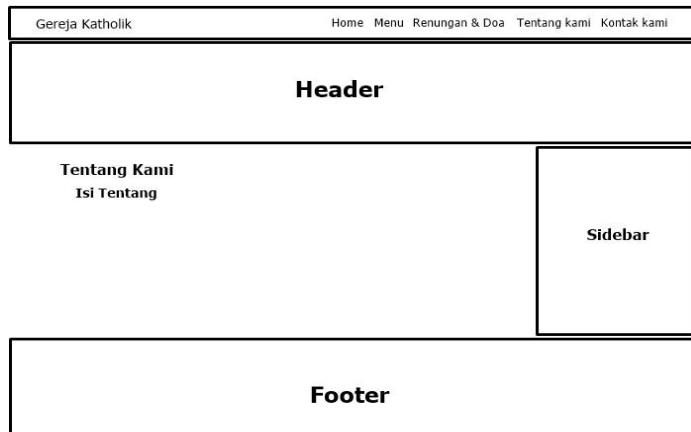 Gereja Katholik Home Menu Renungan & Doa Tentang kami Kontak kami
Header
Tentang Kami
Isi Tentang
Sidebar
Footer